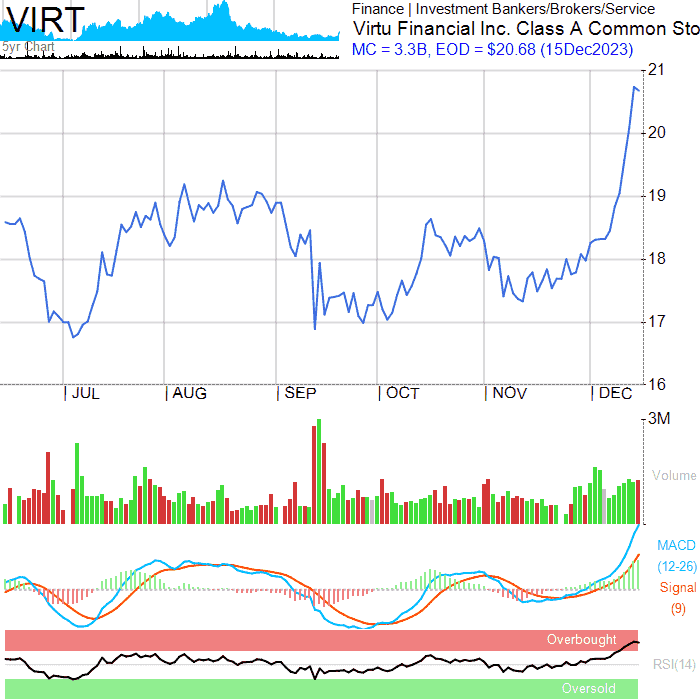 VIRT
5yr Chart
Finance | Investment Bankers/Brokers/Service
Virtu Financial Inc. Class A Common Sto
MC = 3.3B, EOD = $20.68 (15Dec2023)
21
20
19
18
17
16
JUL AUG SEP OCT NOV DEC
3M
Volume
MACD
(12-26)
Signal
(9)
Overbought
RSI(14)
Oversold